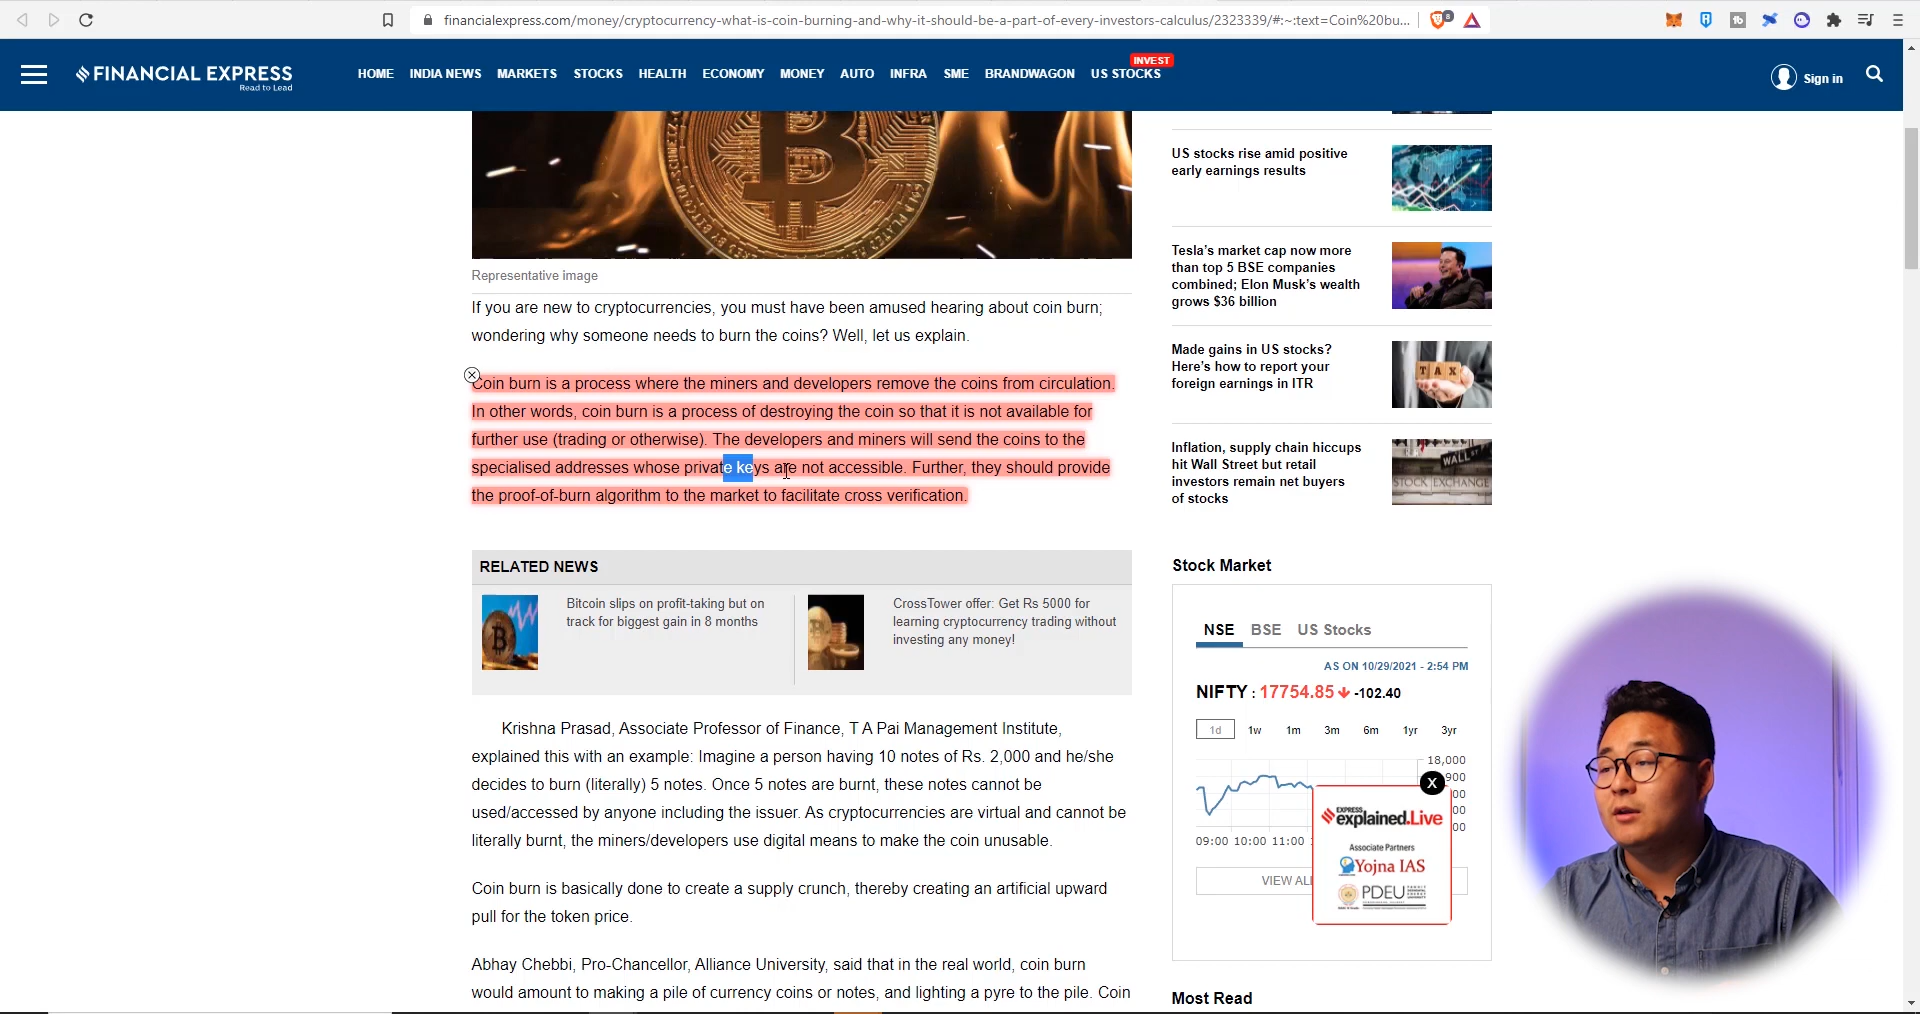 financialexpress.com/money/cryptocurrency-what-is-coin-burning-and-why-it-should-be-a-part-of-every-investors-calculus/2323339/#:~:text=Coin%20bu...
8
FINANCIAL EXPRESS
Read to Lead
HOME INDIA NEWS MARKETS STOCKS HEALTH ECONOMY MONEY AUTO INFRA SME BRANDWAGON US STOCKS
INVEST
Sign in
Representative image
If you are new to cryptocurrencies, you must have been amused hearing about coin burn;
wondering why someone needs to burn the coins? Well, let us explain.
Coin burn is a process where the miners and developers remove the coins from circulation.
In other words, coin burn is a process of destroying the coin so that it is not available for
further use (trading or otherwise). The developers and miners will send the coins to the
specialised addresses whose private keys are not accessible. Further, they should provide
the proof-of-burn algorithm to the market to facilitate cross verification.
RELATED NEWS
Bitcoin slips on profit-taking but on
track for biggest gain in 8 months
CrossTower offer: Get Rs 5000 for
learning cryptocurrency trading without
investing any money!
Krishna Prasad, Associate Professor of Finance, T A Pai Management Institute,
explained this with an example: Imagine a person having 10 notes of Rs. 2,000 and he/she
decides to burn (literally) 5 notes. Once 5 notes are burnt, these notes cannot be
used/accessed by anyone including the issuer. As cryptocurrencies are virtual and cannot be
literally burnt, the miners/developers use digital means to make the coin unusable.
Coin burn is basically done to create a supply crunch, thereby creating an artificial upward
pull for the token price.
Abhay Chebbi, Pro-Chancellor, Alliance University, said that in the real world, coin burn
would amount to making a pile of currency coins or notes, and lighting a pyre to the pile. Coin
US stocks rise amid positive
early earnings results
Tesla's market cap now more
than top 5 BSE companies
combined; Elon Musk's wealth
grows $36 billion
Made gains in US stocks?
Here's how to report your
foreign earnings in ITR
TAX
Inflation, supply chain hiccups
hit Wall Street but retail
investors remain net buyers
of stocks
WALL ST
STOCK EXCHANGE
Stock Market
NSE BSE US Stocks
AS ON 10/29/2021 - 2:54 PM
NIFTY : 17754.85 -102.40
1d 1w 1m 3m 6m 1yr 3yr
18,000
900
00
00
09:00 10:00 11:00
VIEW ALL
X
EXPRESS
explained.Live
Associate Partners
Yojna IAS
PDEU
Most Read